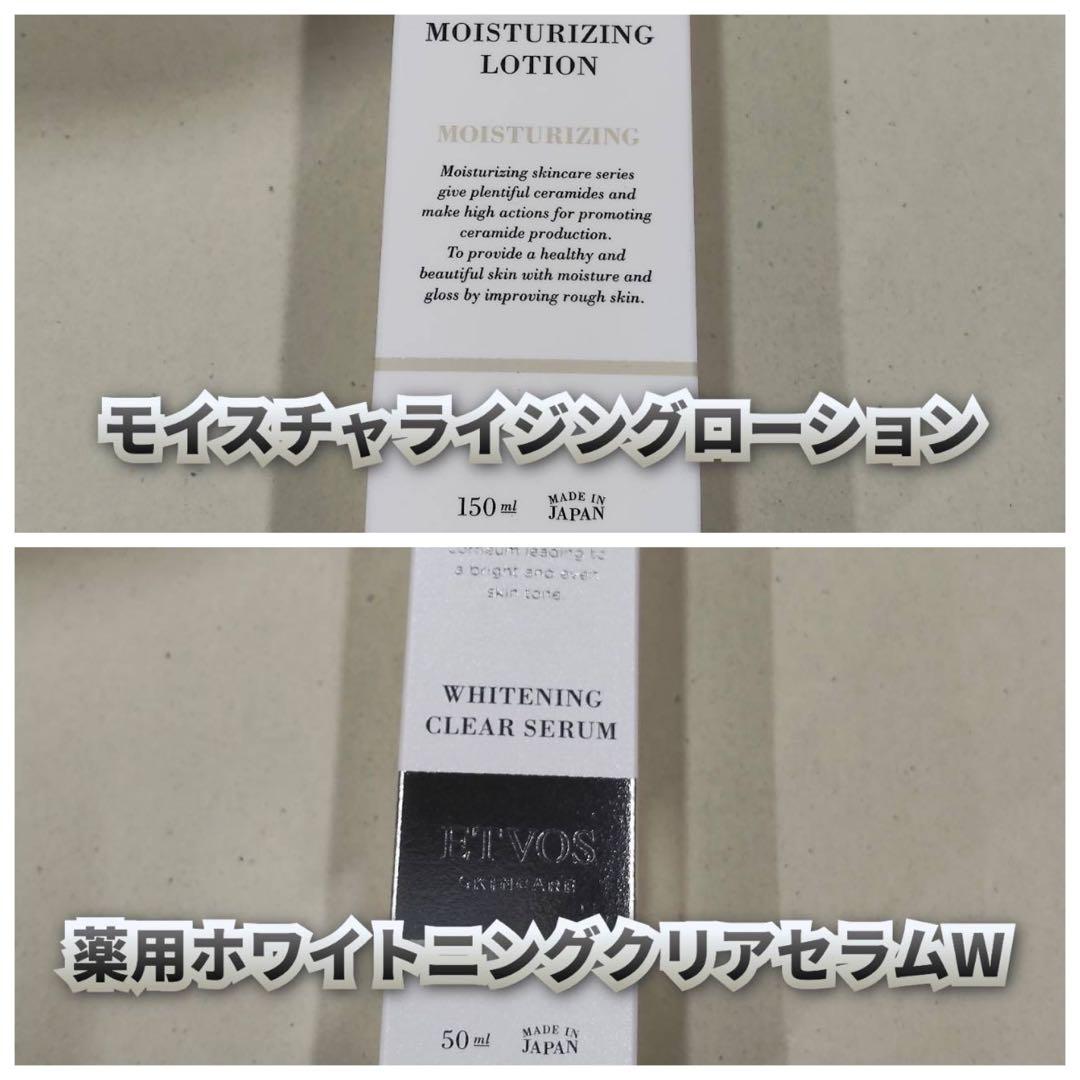 MOISTURIZING
LOTION
MOISTURIZING
Moisturizing skincare series
give plentiful ceramides and
make high actions for promoting
ceramide production.
To provide a healthy and
beautiful skin with moisture and
gloss by improving rough skin.
モイスチャライジングローション
150 ml
MADE IN
JAPAN
leading to
a bright and even
skin tone
WHITENING
CLEAR SERUM
ETVOS
SKINCARE
薬用ホワイトニングクリアセラムW
50 ml
MADE IN
JAPAN